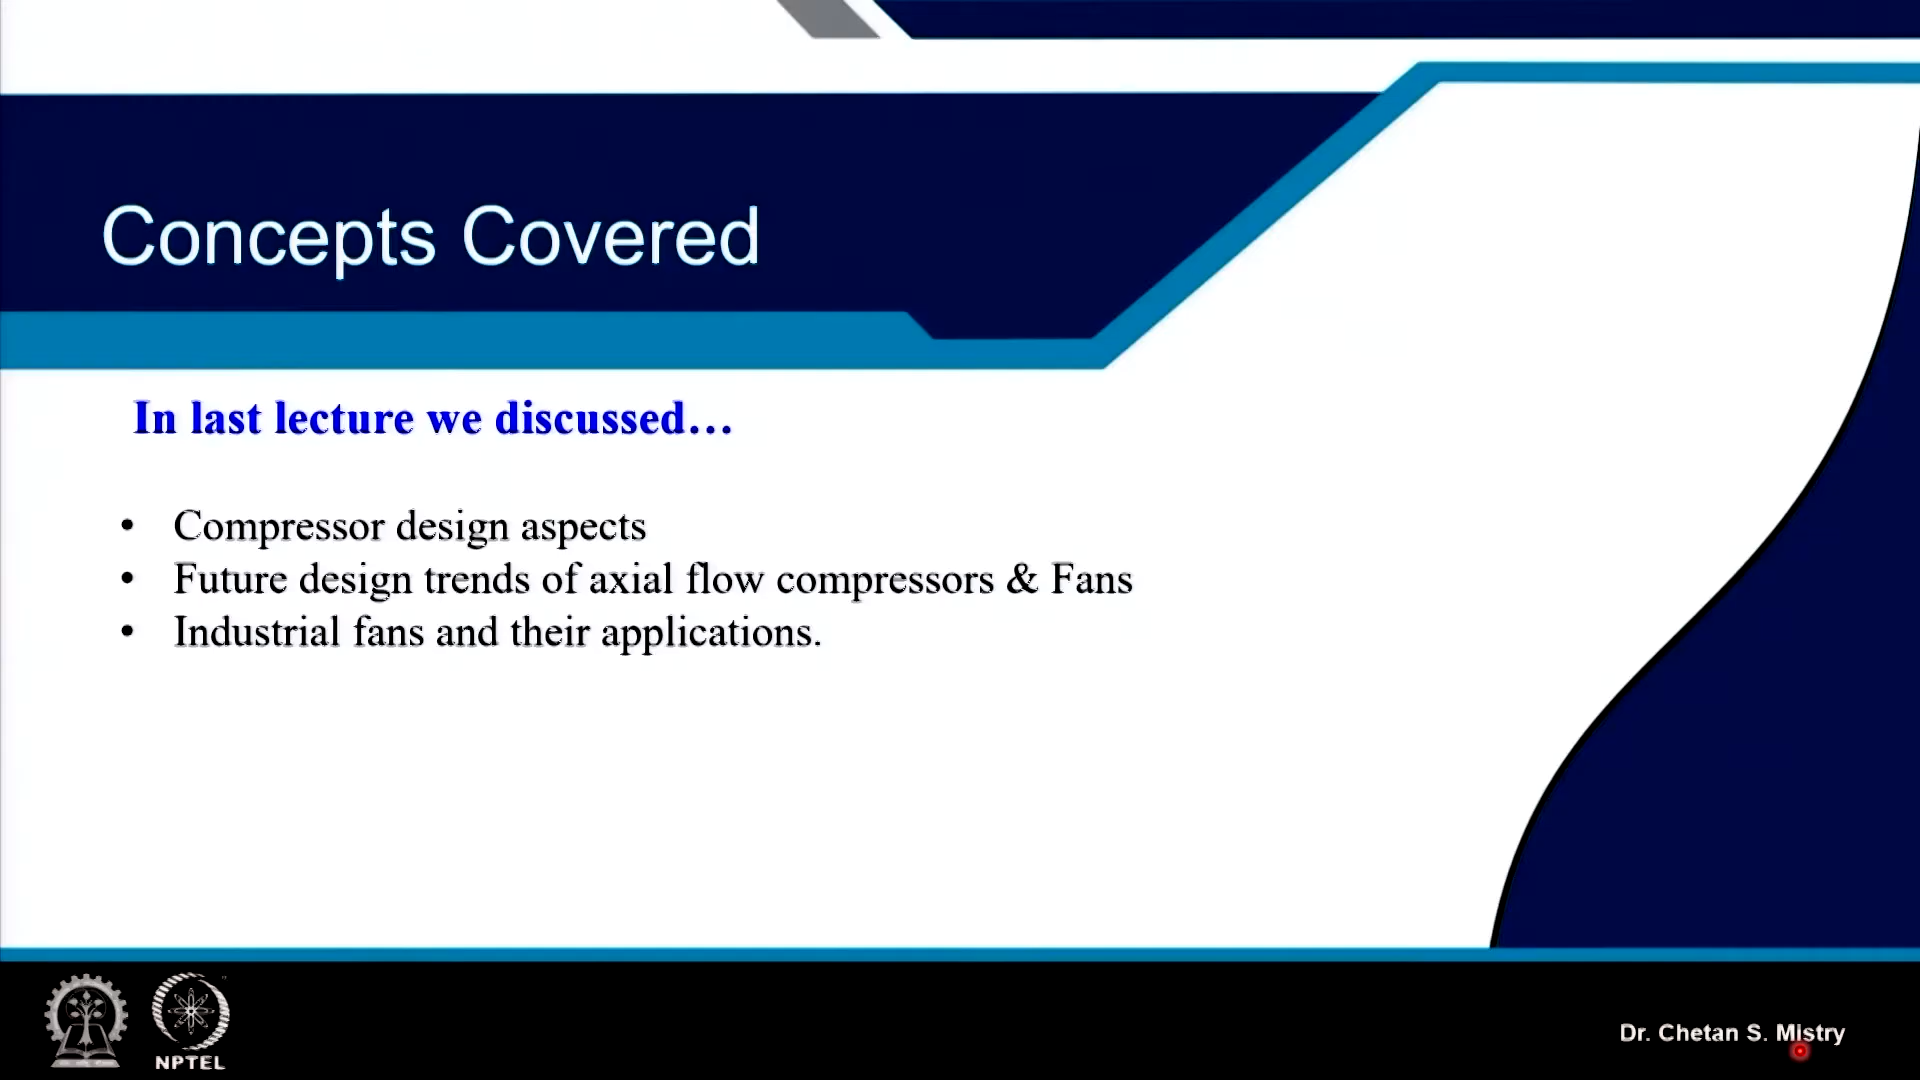 Concepts Covered
In last lecture we discussed…
• Compressor design aspects
• Future design trends of axial flow compressors & Fans
• Industrial fans and their applications.
NPTEL
Dr. Chetan S. Mistry